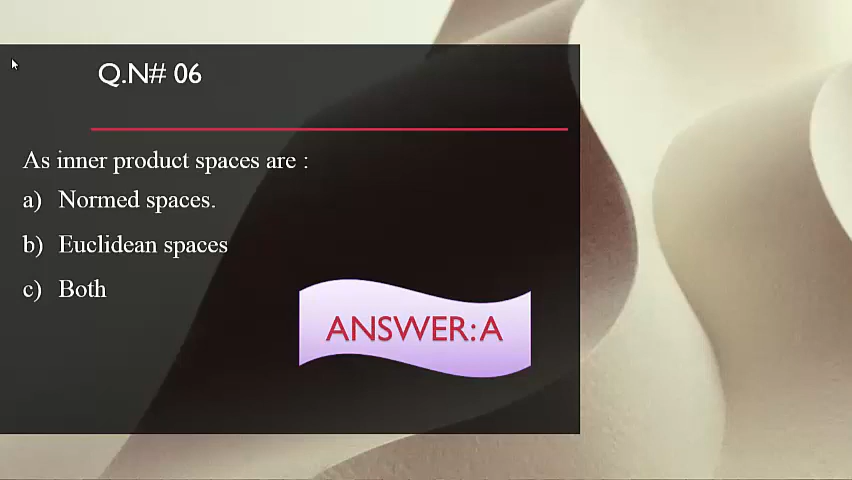 Q.N# 06
As inner product spaces are :
a) Normed spaces.
b) Euclidean spaces
c) Both
ANSWER:A